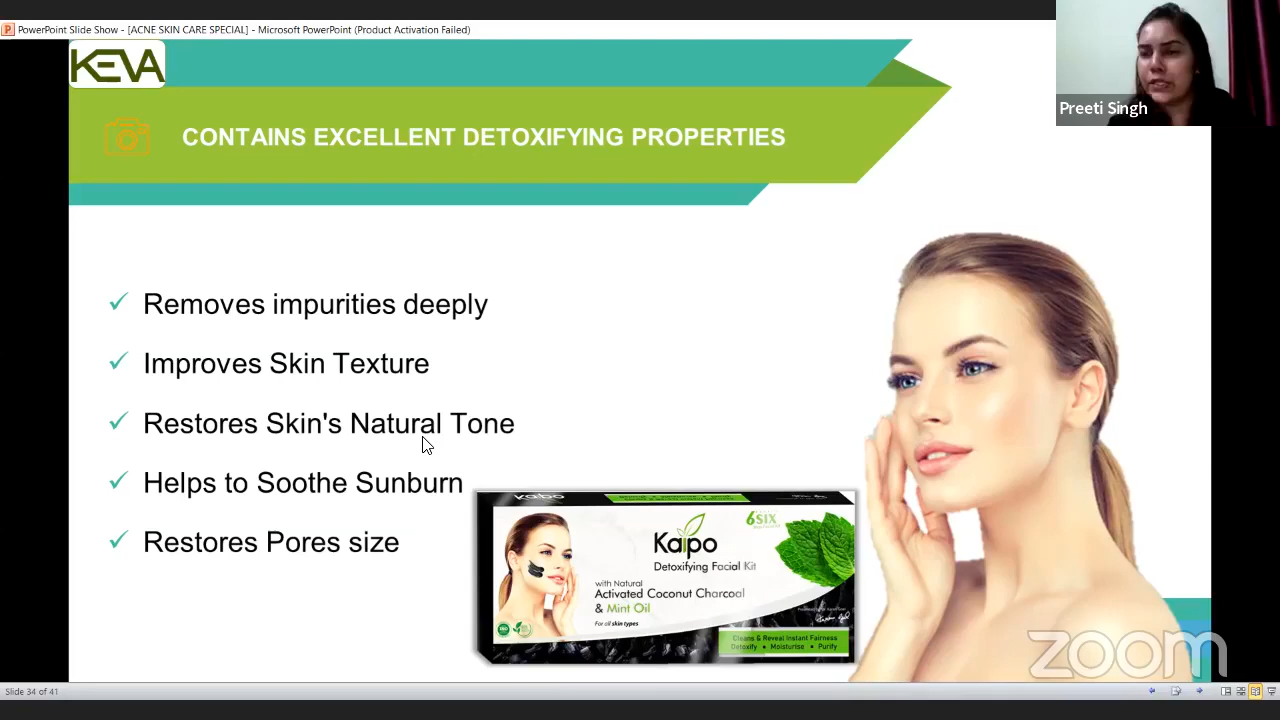 PowerPoint Slide Show - [ACNE SKIN CARE SPECIAL] - Microsoft PowerPoint (Product Activation Failed)
KEVA
Preeti Singh
CONTAINS EXCELLENT DETOXIFYING PROPERTIES
Removes impurities deeply
Improves Skin Texture
Restores Skin's Natural Tone
Helps to Soothe Sunburn
Restores Pores size
kaipo
6SIX
Kaipo
Detoxifying Facial Kit
with Natural
Activated Coconut Charcoal
& Mint Oil
For all skin types
Cleans & Reveal Instant Fairness
Detoxify • Moisturise • Purify
zoom
Slide 34 of 41